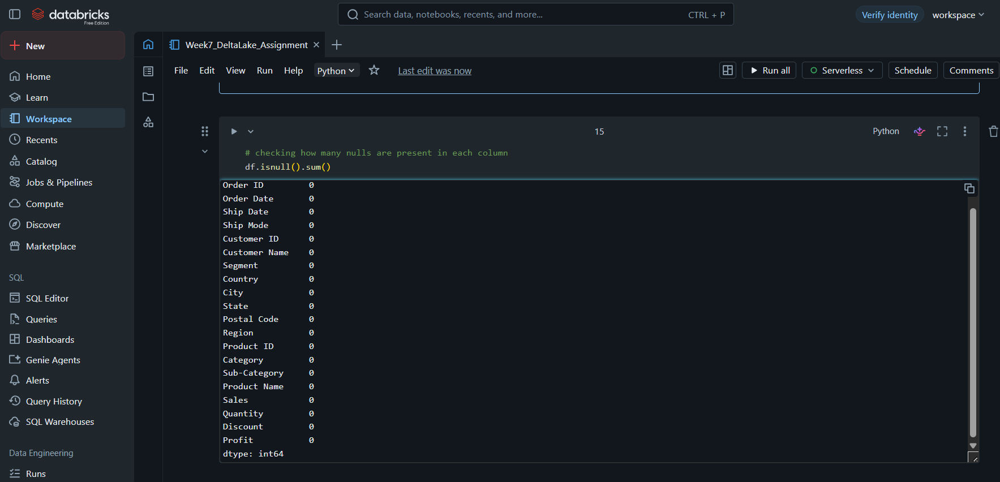 databricks
Free Edition
Search data, notebooks, recents, and more...
CTRL + P
Verify identity
workspace
New
Week7_DeltaLake_Assignment
File Edit View Run Help Python Last edit was now
Run all
Serverless
Schedule
Comments
Home
Learn
Workspace
Recents
Catalog
Jobs & Pipelines
Compute
Discover
Marketplace
SQL
SQL Editor
Queries
Dashboards
Genie Agents
Alerts
Query History
SQL Warehouses
Data Engineering
Runs
15
Python
# checking how many nulls are present in each column
df.isnull().sum()
Order ID 0
Order Date 0
Ship Date 0
Ship Mode 0
Customer ID 0
Customer Name 0
Segment 0
Country 0
City 0
State 0
Postal Code 0
Region 0
Product ID 0
Category 0
Sub-Category 0
Product Name 0
Sales 0
Quantity 0
Discount 0
Profit 0
dtype: int64